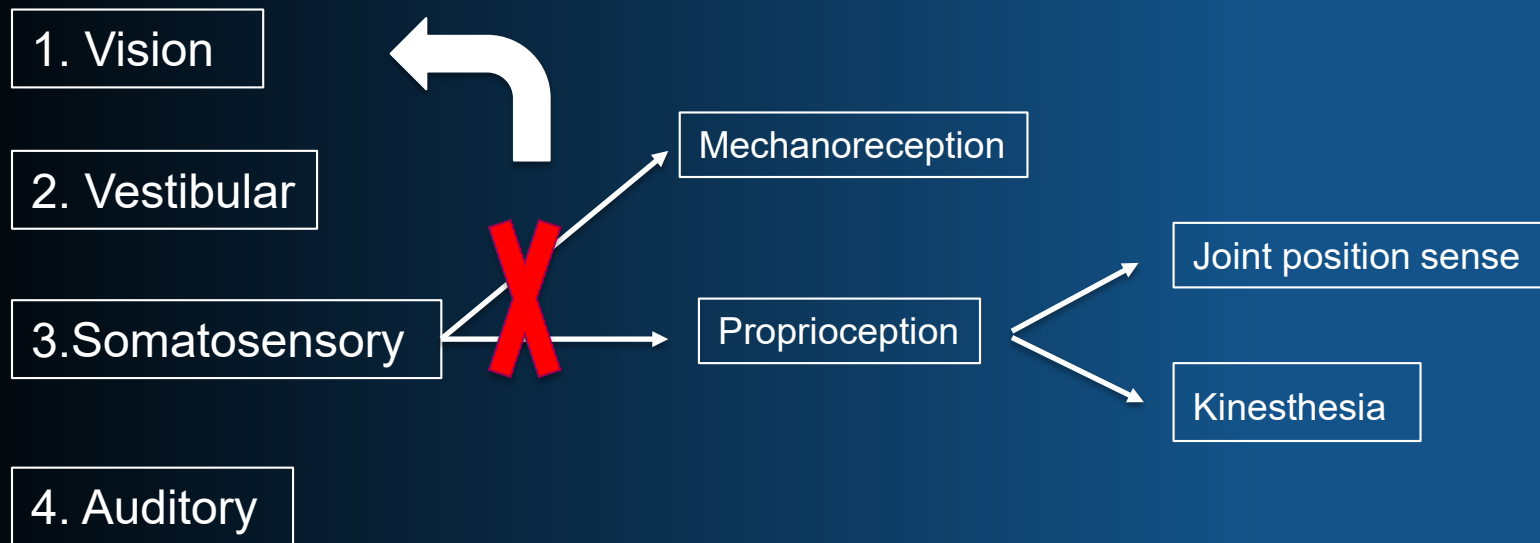 1. Vision
2. Vestibular
3.Somatosensory
4. Auditory
Mechanoreception
Proprioception
Joint position sense
Kinesthesia